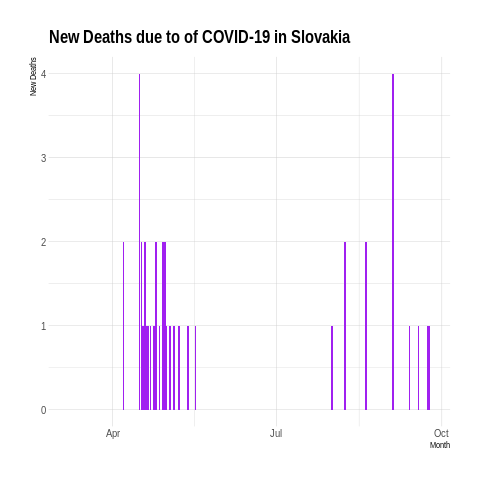 New Deaths due to of COVID-19 in Slovakia
New Deaths
4
3
2
1
0
Apr
Jul
Oct
Month